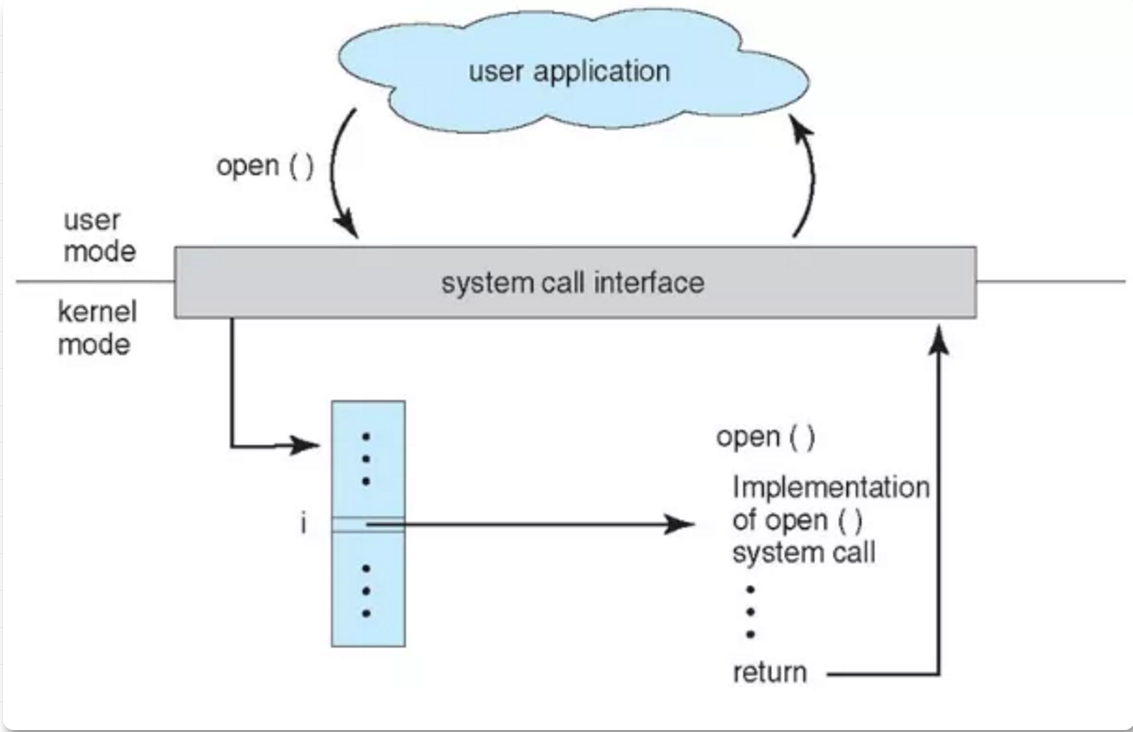 user application
open ( )
user
mode
system call interface
kernel
mode
open ( )
Implementation
of open ( )
system call
i
return